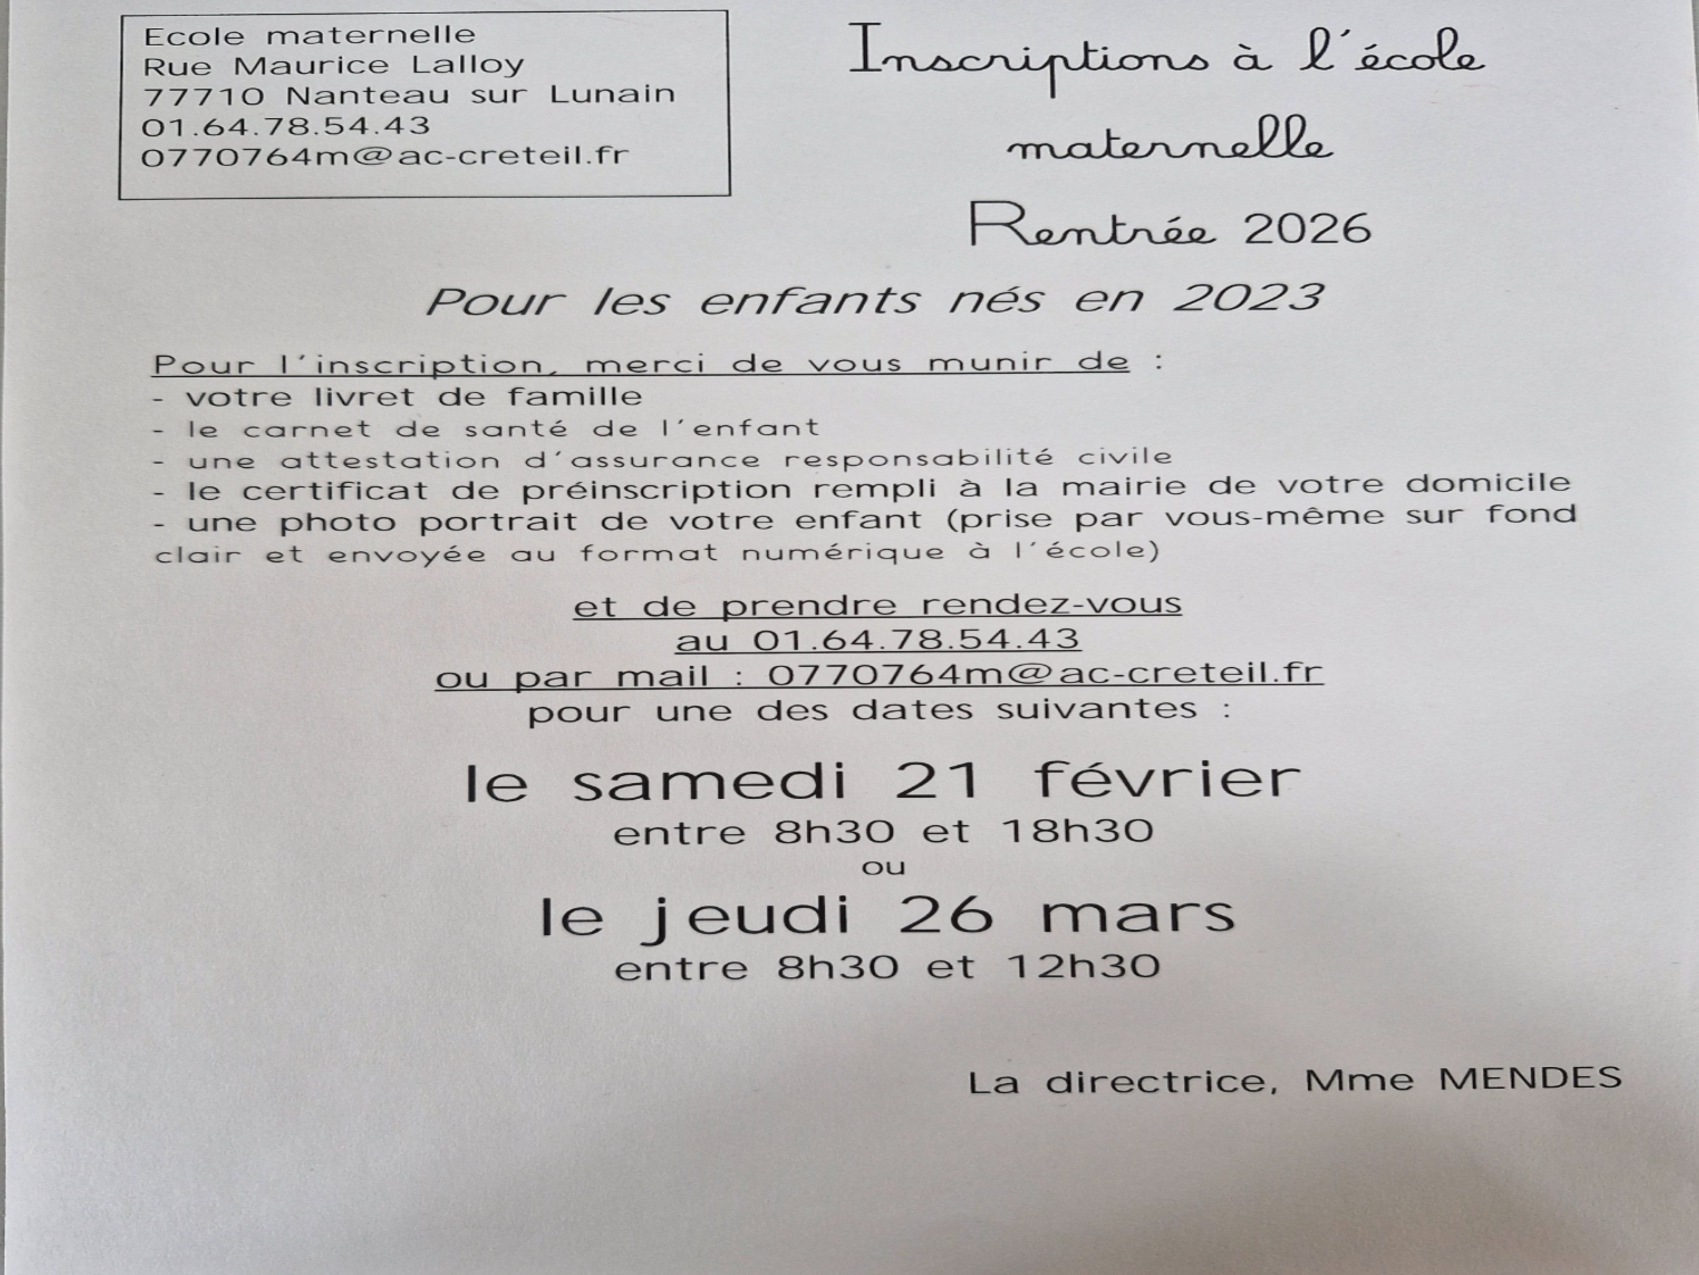 Ecole maternelle
Rue Maurice Lalloy
77710 Nanteau sur Lunain
01.64.78.54.43
0770764m@ac-creteil.fr
Inscriptions à l'école
maternelle
Rentrée 2026
Pour les enfants nés en 2023
Pour l'inscription, merci de vous munir de :
- votre livret de famille
- le carnet de santé de l'enfant
- une attestation d'assurance responsabilité civile
- le certificat de préinscription rempli à la mairie de votre domicile
- une photo portrait de votre enfant (prise par vous-même sur fond
clair et envoyée au format numérique à l'école)
et de prendre rendez-vous
au 01.64.78.54.43
ou par mail : 0770764m@ac-creteil.fr
pour une des dates suivantes :
le samedi 21 février
entre 8h30 et 18h30
ou
le jeudi 26 mars
entre 8h30 et 12h30
La directrice, Mme MENDES